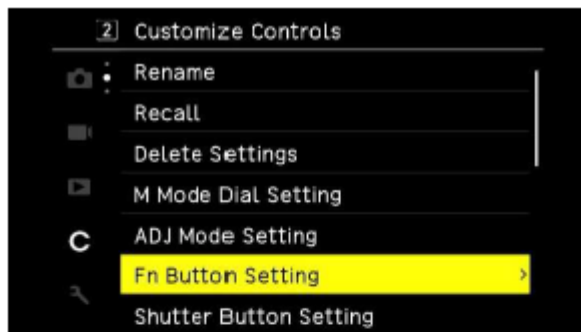 2 Customize Controls
Rename
Recall
Delete Settings
M Mode Dial Setting
ADJ Mode Setting
C
Fn Button Setting
Shutter Button Setting